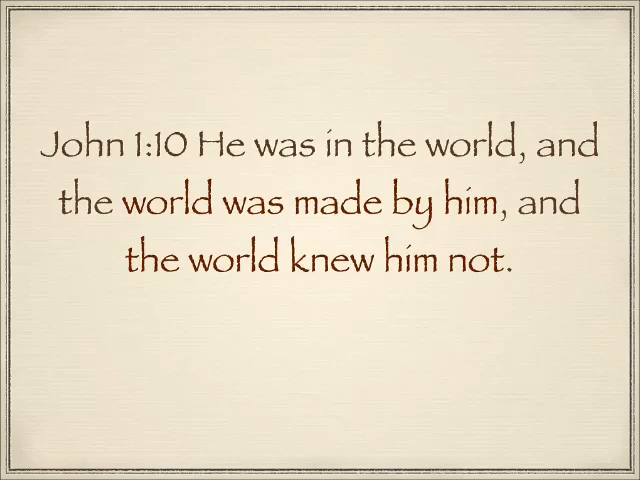 John 1:10 He was in the world, and
the world was made by him, and
the world knew him not.